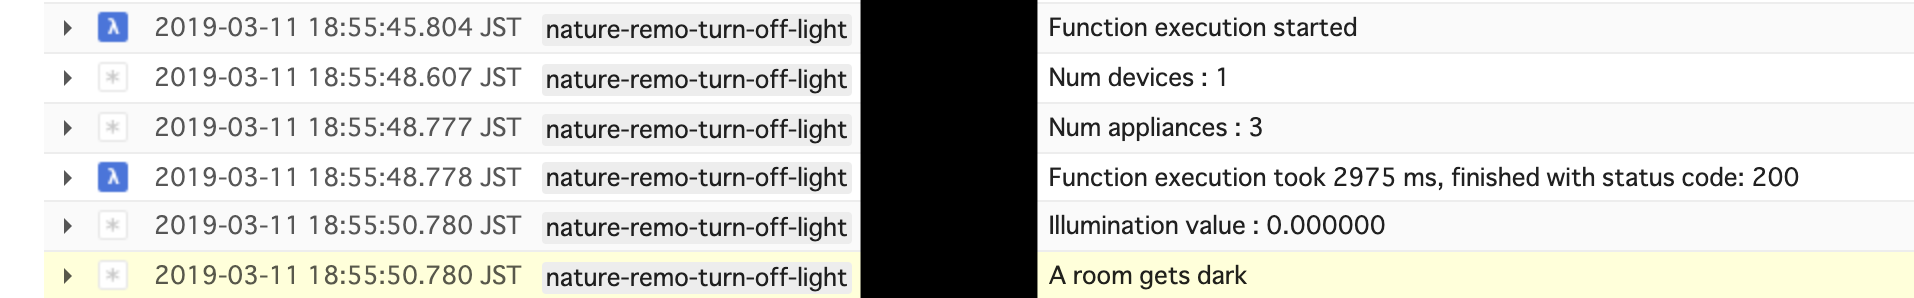 λ 2019-03-11 18:55:45.804 JST nature-remo-turn-off-light Function execution started
* 2019-03-11 18:55:48.607 JST nature-remo-turn-off-light Num devices : 1
* 2019-03-11 18:55:48.777 JST nature-remo-turn-off-light Num appliances : 3
λ 2019-03-11 18:55:48.778 JST nature-remo-turn-off-light Function execution took 2975 ms, finished with status code: 200
* 2019-03-11 18:55:50.780 JST nature-remo-turn-off-light Illumination value : 0.000000
* 2019-03-11 18:55:50.780 JST nature-remo-turn-off-light A room gets dark